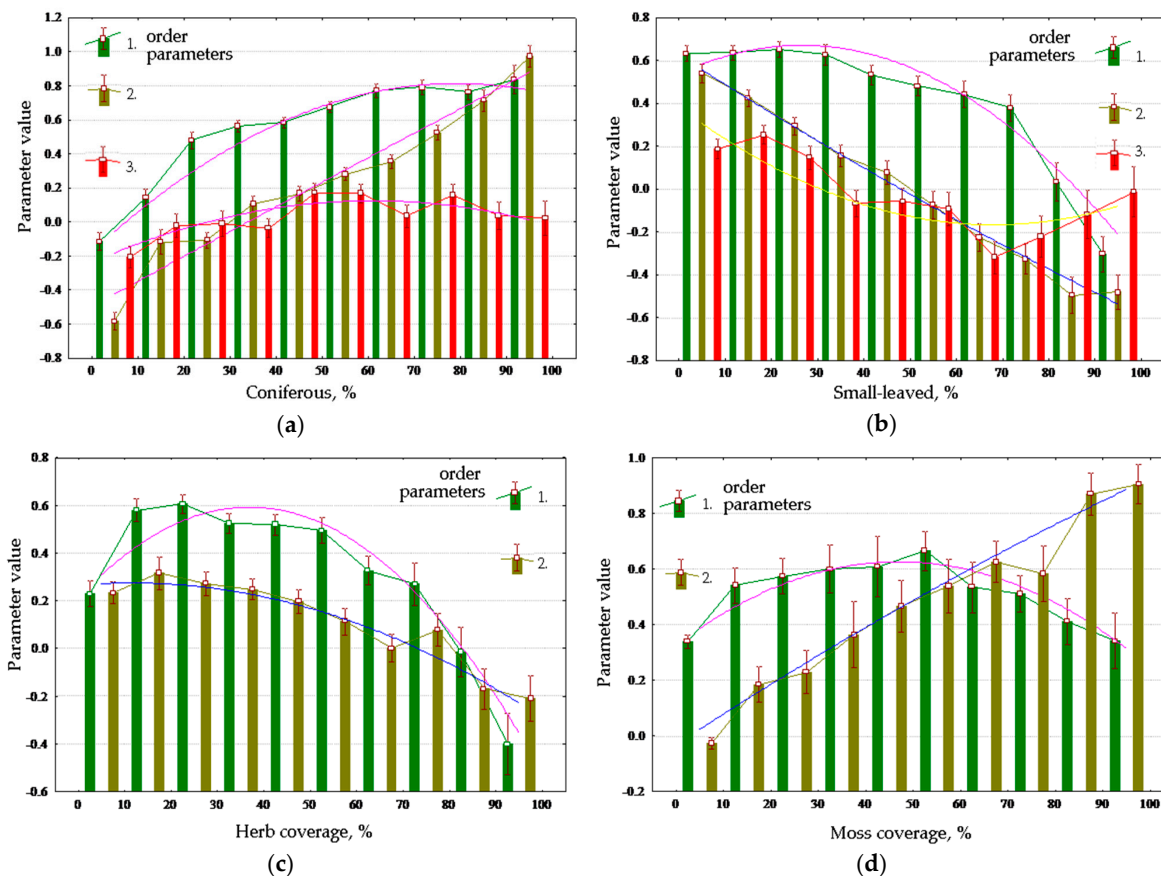 1.2
1.0
0.8
0.6
0.4
0.2
0.0
-0.2
-0.4
-0.6
-0.8
Parameter value
order
parameters
1.
2.
3.
0 10 20 30 40 50 60 70 80 90 100
Coniferous, %
(a)
0.8
0.6
0.4
0.2
0.0
-0.2
-0.4
-0.6
0.8
Parameter value
order
parameters
1.
2.
3.
0 10 20 30 40 50 60 70 80 90 100
Small-leaved, %
(b)
0.8
0.6
0.4
0.2
0.0
-0.2
-0.4
-0.6
Parameter value
order
parameters
1.
2.
0 10 20 30 40 50 60 70 80 90 100
Herb coverage, %
(c)
1.0
0.8
0.6
0.4
0.2
0.0
-0.2
Parameter value
order
parameters
1.
2.
0 10 20 30 40 50 60 70 80 90 100
Moss coverage, %
(d)